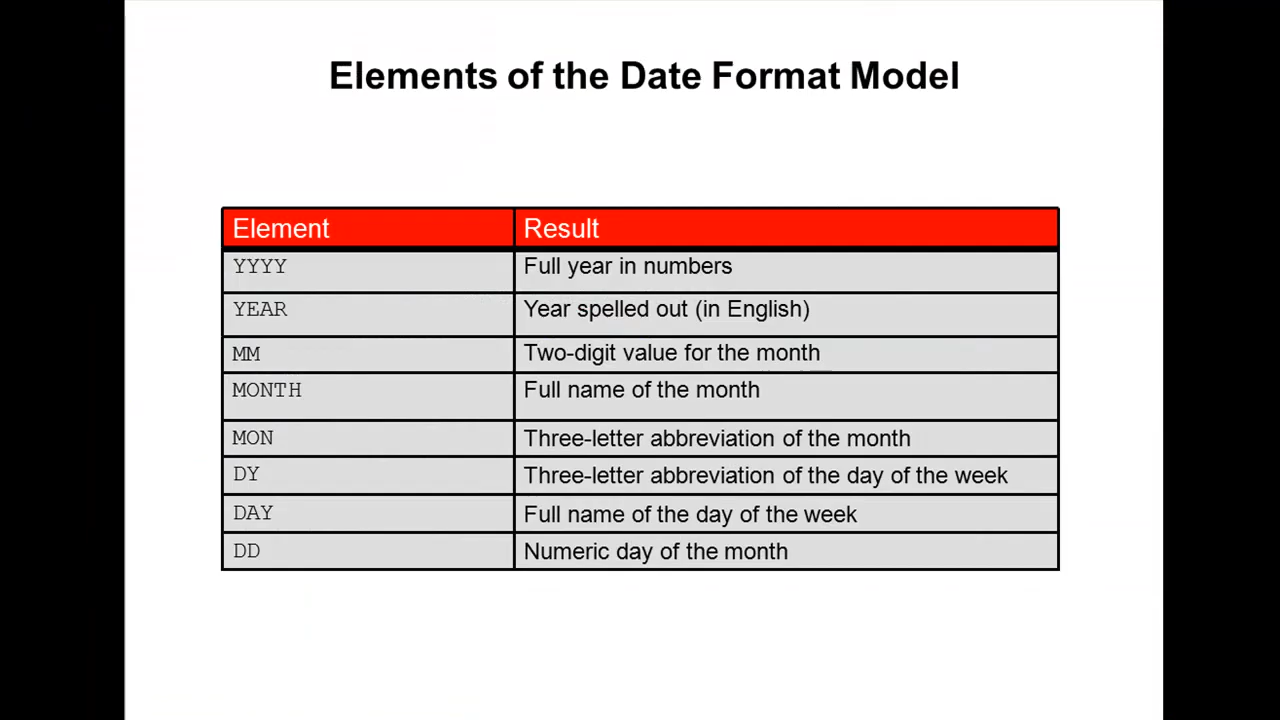 Elements of the Date Format Model
Element Result
YYYY Full year in numbers
YEAR Year spelled out (in English)
MM Two-digit value for the month
MONTH Full name of the month
MON Three-letter abbreviation of the month
DY Three-letter abbreviation of the day of the week
DAY Full name of the day of the week
DD Numeric day of the month